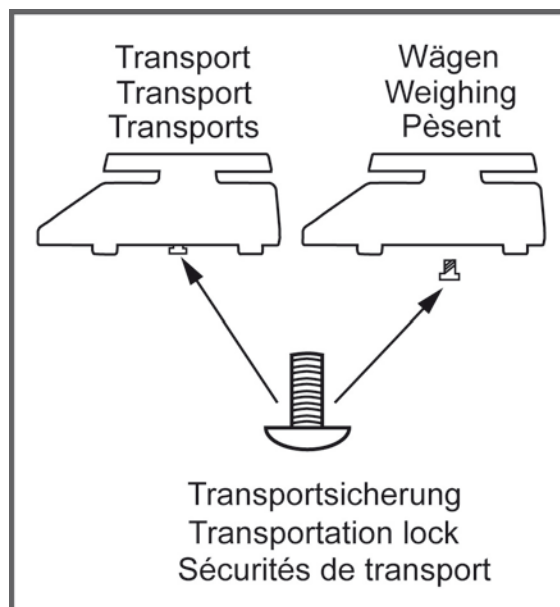 Transport
Transport
Transports
Wägen
Weighing
Pèsent
Transportsicherung
Transportation lock
Sécurités de transport